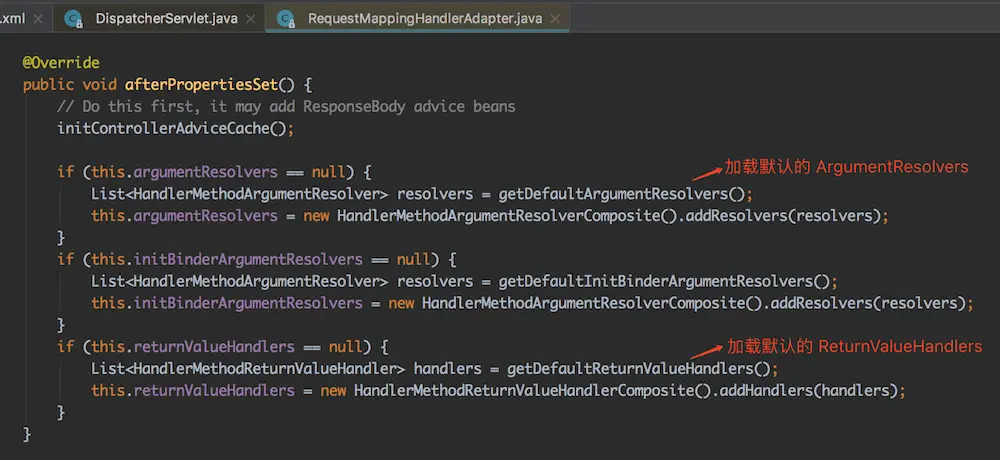 .xml DispatcherServlet.java RequestMappingHandlerAdapter.java
@Override
public void afterPropertiesSet() {
// Do this first, it may add ResponseBody advice beans
initControllerAdviceCache();
if (this.argumentResolvers == null) { 加载默认的 ArgumentResolvers
List<HandlerMethodArgumentResolver> resolvers = getDefaultArgumentResolvers();
this.argumentResolvers = new HandlerMethodArgumentResolverComposite().addResolvers(resolvers);
}
if (this.initBinderArgumentResolvers == null) {
List<HandlerMethodArgumentResolver> resolvers = getDefaultInitBinderArgumentResolvers();
this.initBinderArgumentResolvers = new HandlerMethodArgumentResolverComposite().addResolvers(resolvers);
}
if (this.returnValueHandlers == null) { 加载默认的 ReturnValueHandlers
List<HandlerMethodReturnValueHandler> handlers = getDefaultReturnValueHandlers();
this.returnValueHandlers = new HandlerMethodReturnValueHandlerComposite().addHandlers(handlers);
}
}